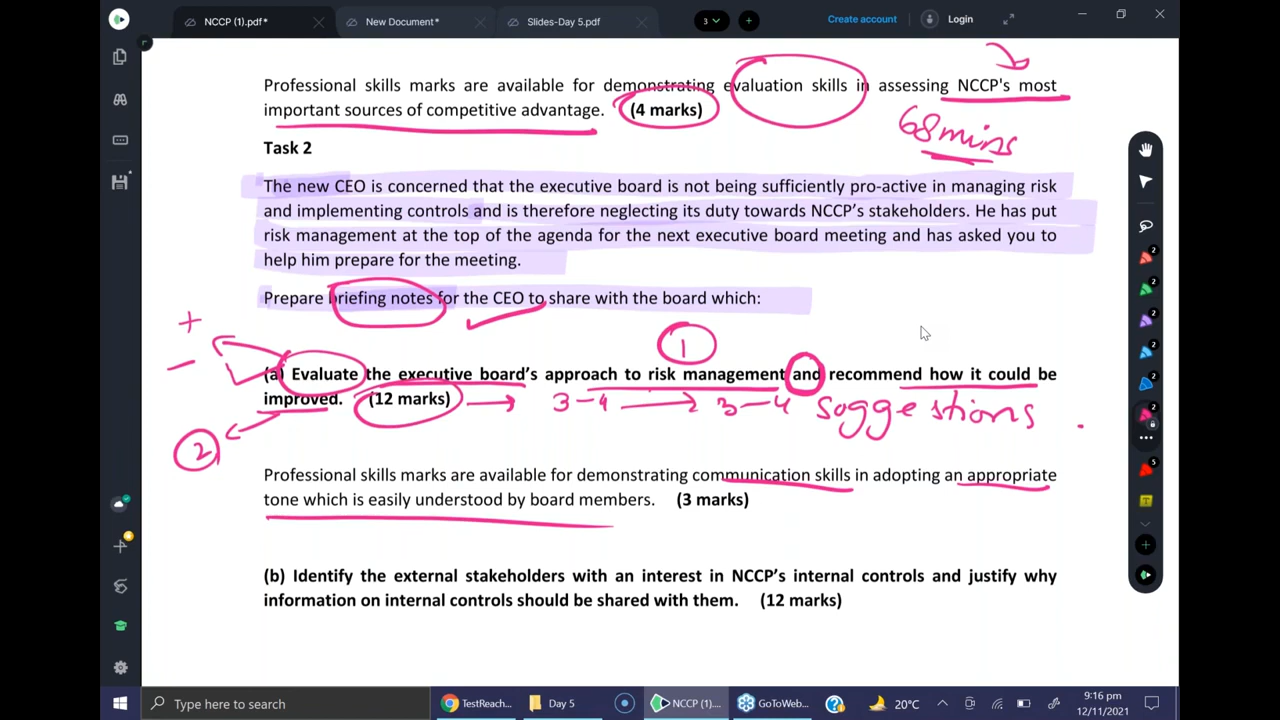 NCCP (1).pdf*
New Document*
Slides-Day 5.pdf
3
Create account
Login
Professional skills marks are available for demonstrating evaluation skills in assessing NCCP's most
important sources of competitive advantage. (4 marks)
68mins
Task 2
The new CEO is concerned that the executive board is not being sufficiently pro-active in managing risk
and implementing controls and is therefore neglecting its duty towards NCCP's stakeholders. He has put
risk management at the top of the agenda for the next executive board meeting and has asked you to
help him prepare for the meeting.
Prepare briefing notes for the CEO to share with the board which:
+
−
1
(a) Evaluate the executive board's approach to risk management and recommend how it could be
improved. (12 marks)
3-4 3-4 soggestions
2
Professional skills marks are available for demonstrating communication skills in adopting an appropriate
tone which is easily understood by board members. (3 marks)
(b) Identify the external stakeholders with an interest in NCCP's internal controls and justify why
information on internal controls should be shared with them. (12 marks)
2
2
2
2
2
2
5
T
Type here to search
TestReach...
Day 5
NCCP (1)....
GoToWeb...
20°C
9:16 pm
12/11/2021